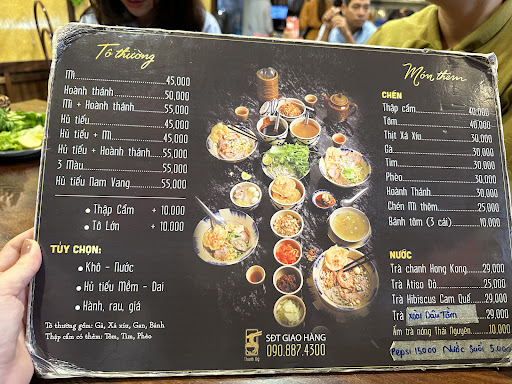 Tô thường
Mì 45,000
Hoành thánh 50,000
Mì + Hoành thánh 55,000
Hủ tiếu 45,000
Hủ tiếu + Mì 45,000
Hủ tiếu + Hoành thánh 55,000
3 Màu 55,000
Hủ tiếu Nam Vang 55,000
• Thập Cẩm + 10.000
• Tô Lớn + 10.000
TÙY CHỌN:
• Khô - Nước
• Hủ tiếu Mềm - Dai
• Hành, rau, giá
Tô thường gồm: Gà, Xá xíu, Gan, Bánh
Thập cẩm có thêm: Tôm, Tim, Phèo
SĐT GIAO HÀNG
090.887.4300
Món thêm
CHÉN
Thập cẩm 40,000
Tôm 40,000
Thịt Xá Xíu 30,000
Gà 30,000
Tim 30,000
Phèo 30,000
Hoành Thánh 30,000
Chén Mì thêm 25,000
Bánh tôm (3 cái) 10,000
NƯỚC
Trà chanh Hong Kong 29,000
Trà Atiso Đỏ 25,000
Trà Hibiscus Cam Quế 29,000
Trà Xoài Dâu Tằm 29,000
Ấm trà nóng Thái Nguyên 10,000
Pepsi 15000 Nước Suối 5.000